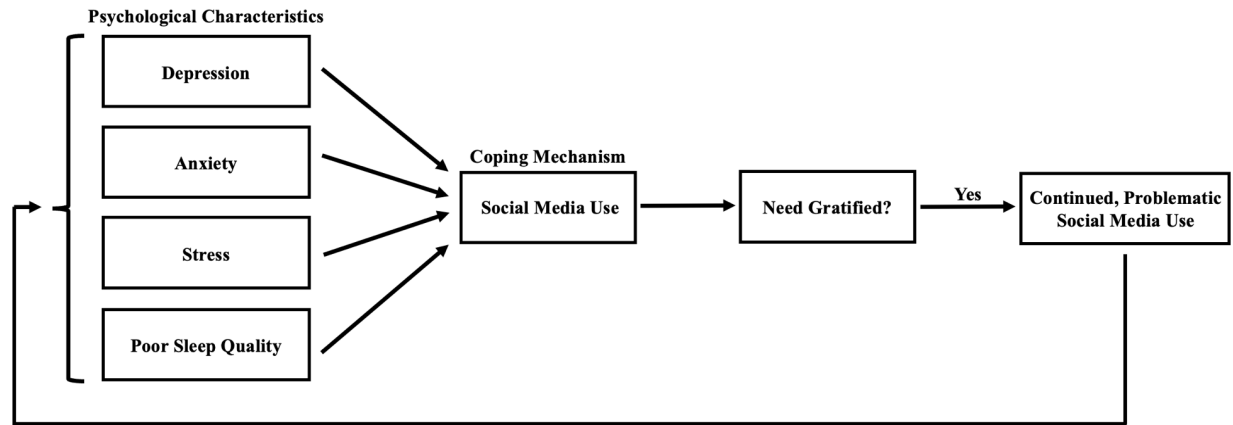 Psychological Characteristics
Depression
Anxiety
Stress
Poor Sleep Quality
Coping Mechanism
Social Media Use
Need Gratified?
Yes
Continued, Problematic
Social Media Use